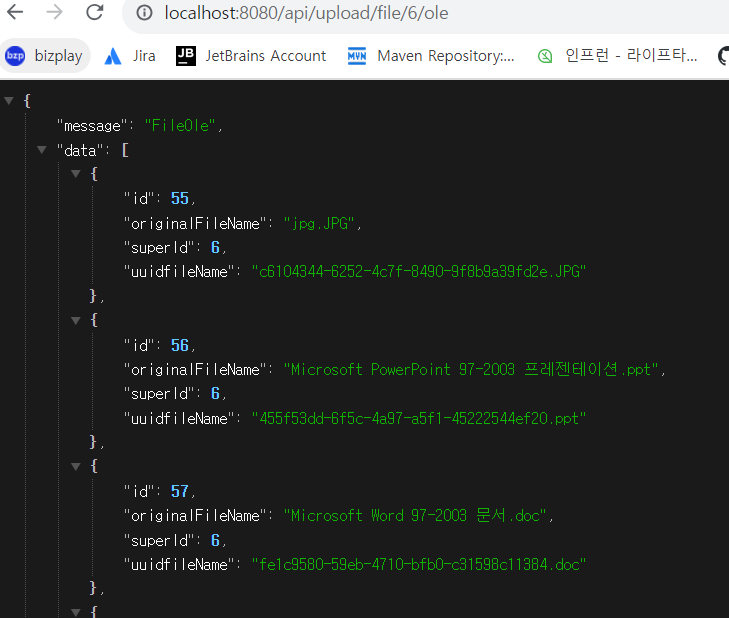 localhost:8080/api/upload/file/6/ole
bzp bizplay Jira JB JetBrains Account MVN Maven Repository:... 인프런 - 라이프타...
{
"message": "FileOle",
"data": [
{
"id": 55,
"originalFileName": "jpg.JPG",
"superId": 6,
"uuidfileName": "c6104344-6252-4c7f-8490-9f8b9a39fd2e.JPG"
},
{
"id": 56,
"originalFileName": "Microsoft PowerPoint 97-2003 프레젠테이션.ppt",
"superId": 6,
"uuidfileName": "455f53dd-6f5c-4a97-a5f1-45222544ef20.ppt"
},
{
"id": 57,
"originalFileName": "Microsoft Word 97-2003 문서.doc",
"superId": 6,
"uuidfileName": "fe1c9580-59eb-4710-bfb0-c31598c11384.doc"
},
{